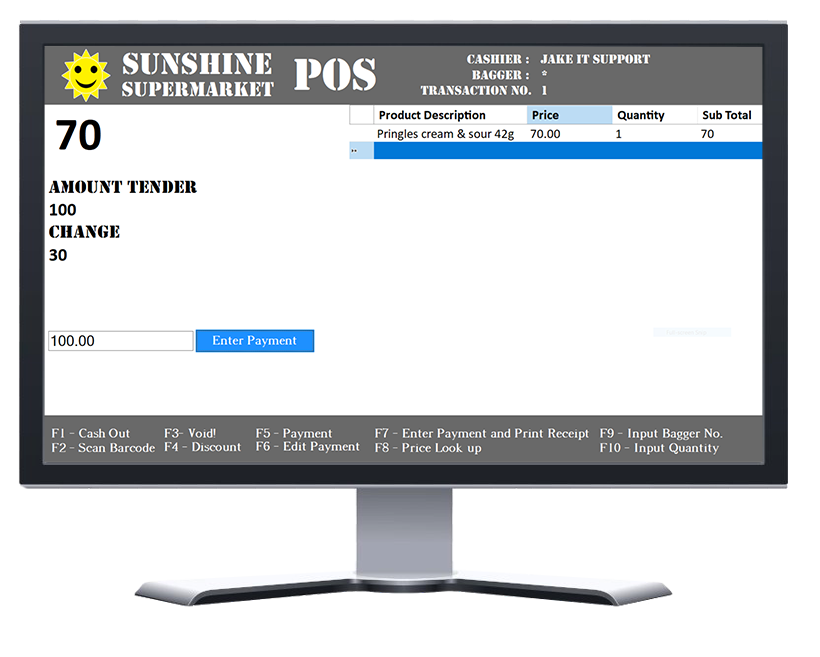 SUNSHINE
SUPERMARKET
POS
CASHIER : JAKE IT SUPPORT
BAGGER : *
TRANSACTION NO. 1
70
AMOUNT TENDER
100
CHANGE
30
100.00
Enter Payment
Product Description Price Quantity Sub Total
Pringles cream & sour 42g 70.00 1 70
F1 - Cash Out F3- Void! F5 - Payment F7 - Enter Payment and Print Receipt F9 - Input Bagger No.
F2 - Scan Barcode F4 - Discount F6 - Edit Payment F8 - Price Look up F10 - Input Quantity